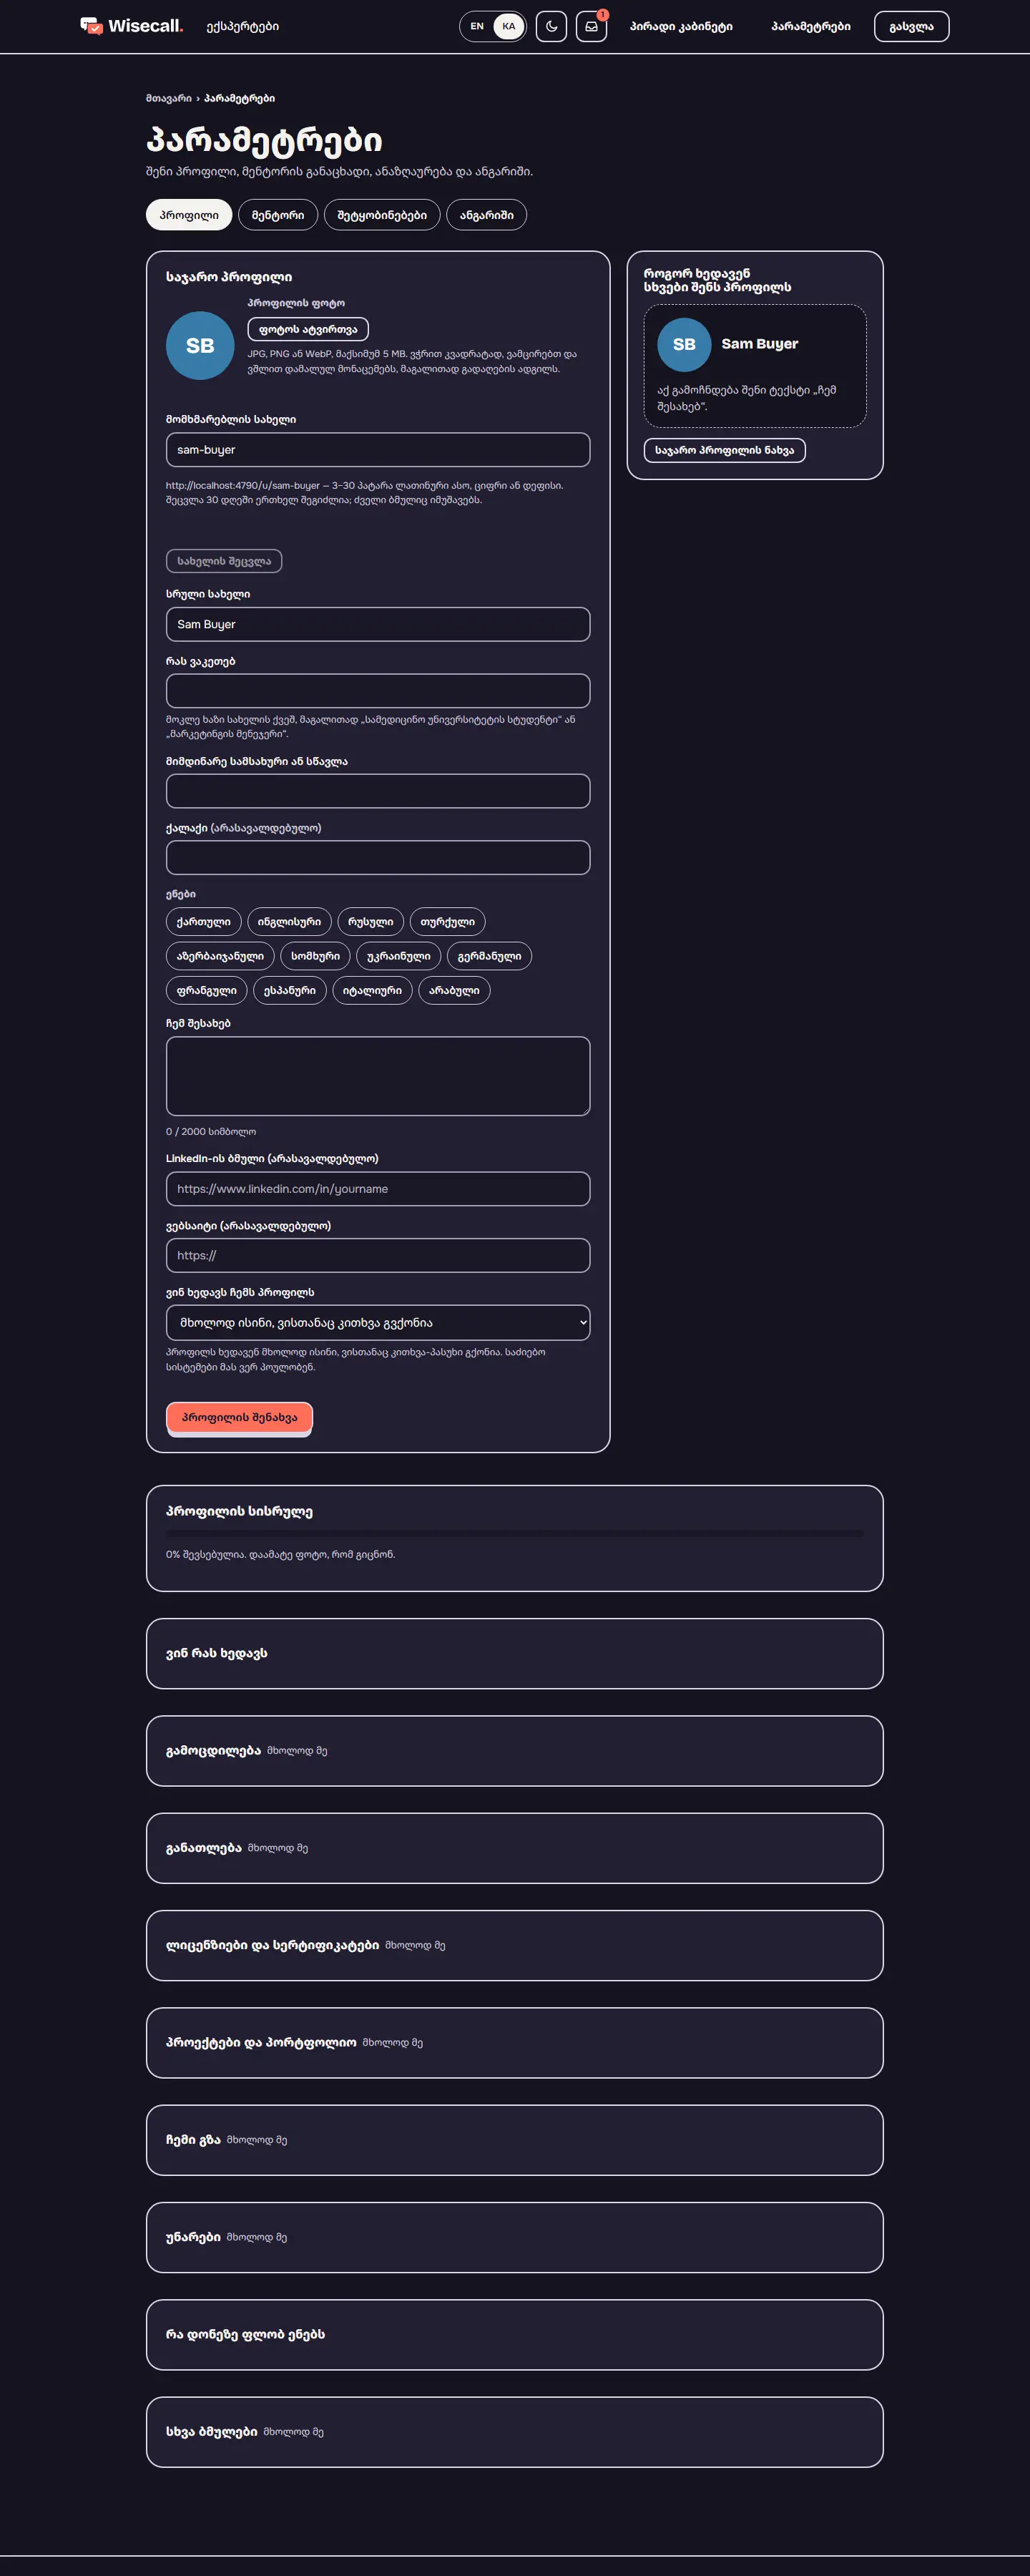 Wisecall.
ექსპერტები
EN
KA
1
პირადი კაბინეტი
პარამეტრები
გასვლა
მთავარი › პარამეტრები
პარამეტრები
შენი პროფილი, მენტორის განაცხადი, ანაზღაურება და ანგარიში.
პროფილი
მენტორი
შეტყობინებები
ანგარიში
საჯარო პროფილი
პროფილის ფოტო
SB
ფოტოს ატვირთვა
JPG, PNG ან WebP, მაქსიმუმ 5 MB. ვჭრით კვადრატად, ვამცირებთ და
ვშლით დამალულ მონაცემებს, მაგალითად გადაღების ადგილს.
მომხმარებლის სახელი
sam-buyer
http://localhost:4790/u/sam-buyer — 3–30 პატარა ლათინური ასო, ციფრი ან დეფისი.
შეცვლა 30 დღეში ერთხელ შეგიძლია; ძველი ბმულიც იმუშავებს.
სახელის შეცვლა
სრული სახელი
Sam Buyer
რას ვაკეთებ
მოკლე ხაზი სახელის ქვეშ, მაგალითად „სამედიცინო უნივერსიტეტის სტუდენტი“ ან
„მარკეტინგის მენეჯერი“.
მიმდინარე სამსახური ან სწავლა
ქალაქი (არასავალდებულო)
ენები
ქართული
ინგლისური
რუსული
თურქული
აზერბაიჯანული
სომხური
უკრაინული
გერმანული
ფრანგული
ესპანური
იტალიური
არაბული
ჩემ შესახებ
0 / 2000 სიმბოლო
LinkedIn-ის ბმული (არასავალდებულო)
https://www.linkedin.com/in/yourname
ვებსაიტი (არასავალდებულო)
https://
ვინ ხედავს ჩემს პროფილს
მხოლოდ ისინი, ვისთანაც კითხვა გვქონია
პროფილს ხედავენ მხოლოდ ისინი, ვისთანაც კითხვა-პასუხი გქონია. საძიებო
სისტემები მას ვერ პოულობენ.
პროფილის შენახვა
როგორ ხედავენ
სხვები შენს პროფილს
SB
Sam Buyer
აქ გამოჩნდება შენი ტექსტი „ჩემ
შესახებ“.
საჯარო პროფილის ნახვა
პროფილის სისრულე
0% შევსებულია. დაამატე ფოტო, რომ გიცნონ.
ვინ რას ხედავს
გამოცდილება მხოლოდ მე
განათლება მხოლოდ მე
ლიცენზიები და სერტიფიკატები მხოლოდ მე
პროექტები და პორტფოლიო მხოლოდ მე
ჩემი გზა მხოლოდ მე
უნარები მხოლოდ მე
რა დონეზე ფლობ ენებს
სხვა ბმულები მხოლოდ მე